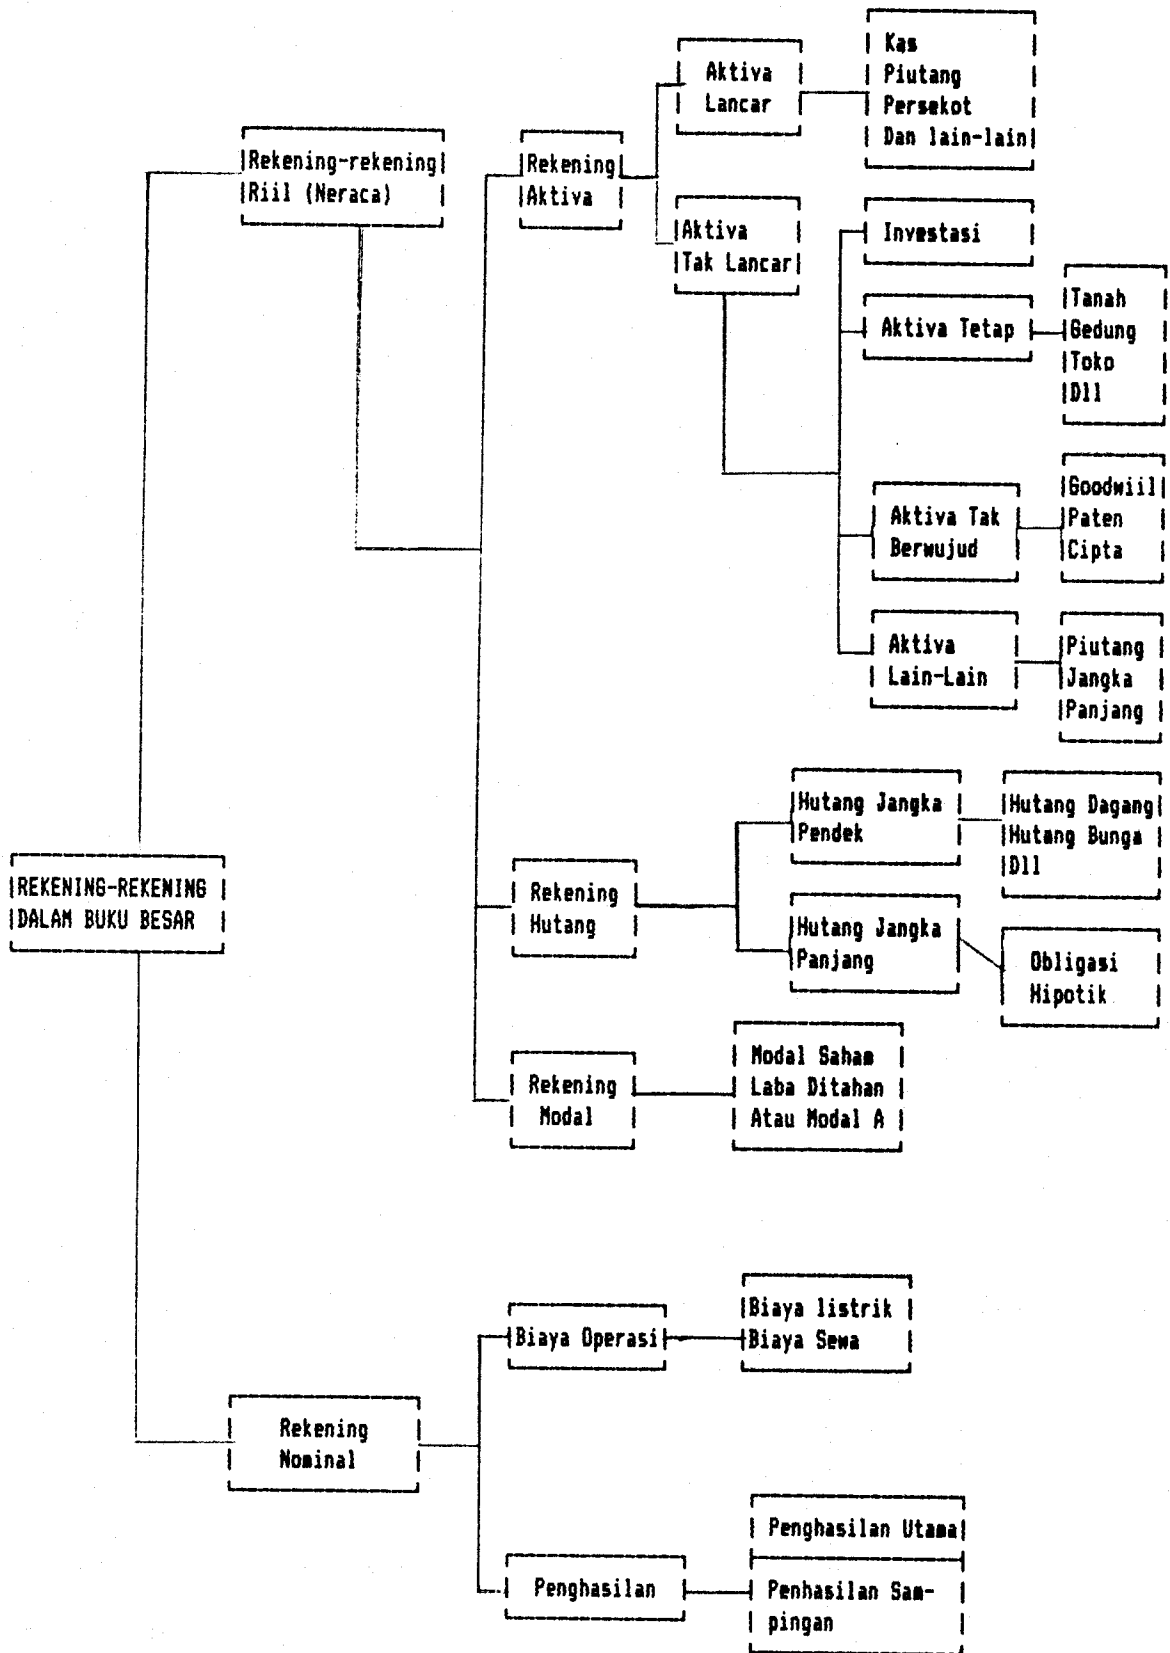 Kas
Piutang
Persekot
Dan lain-lain
Aktiva
Lancar
Rekening-rekening
Riil (Neraca)
Rekening
Aktiva
Aktiva
Tak Lancar
Investasi
Aktiva Tetap
Tanah
Gedung
Toko
Dll
Aktiva Tak
Berwujud
Goodwiil
Paten
Cipta
Aktiva
Lain-Lain
Piutang
Jangka
Panjang
REKENING-REKENING
DALAM BUKU BESAR
Rekening
Hutang
Hutang Jangka
Pendek
Hutang Dagang
Hutang Bunga
Dll
Hutang Jangka
Panjang
Obligasi
Hipotik
Rekening
Modal
Modal Saham
Laba Ditahan
Atau Modal A
Rekening
Nominal
Biaya Operasi
Biaya listrik
Biaya Sewa
Penghasilan
Penghasilan Utama
Penhasilan Sam-
pingan